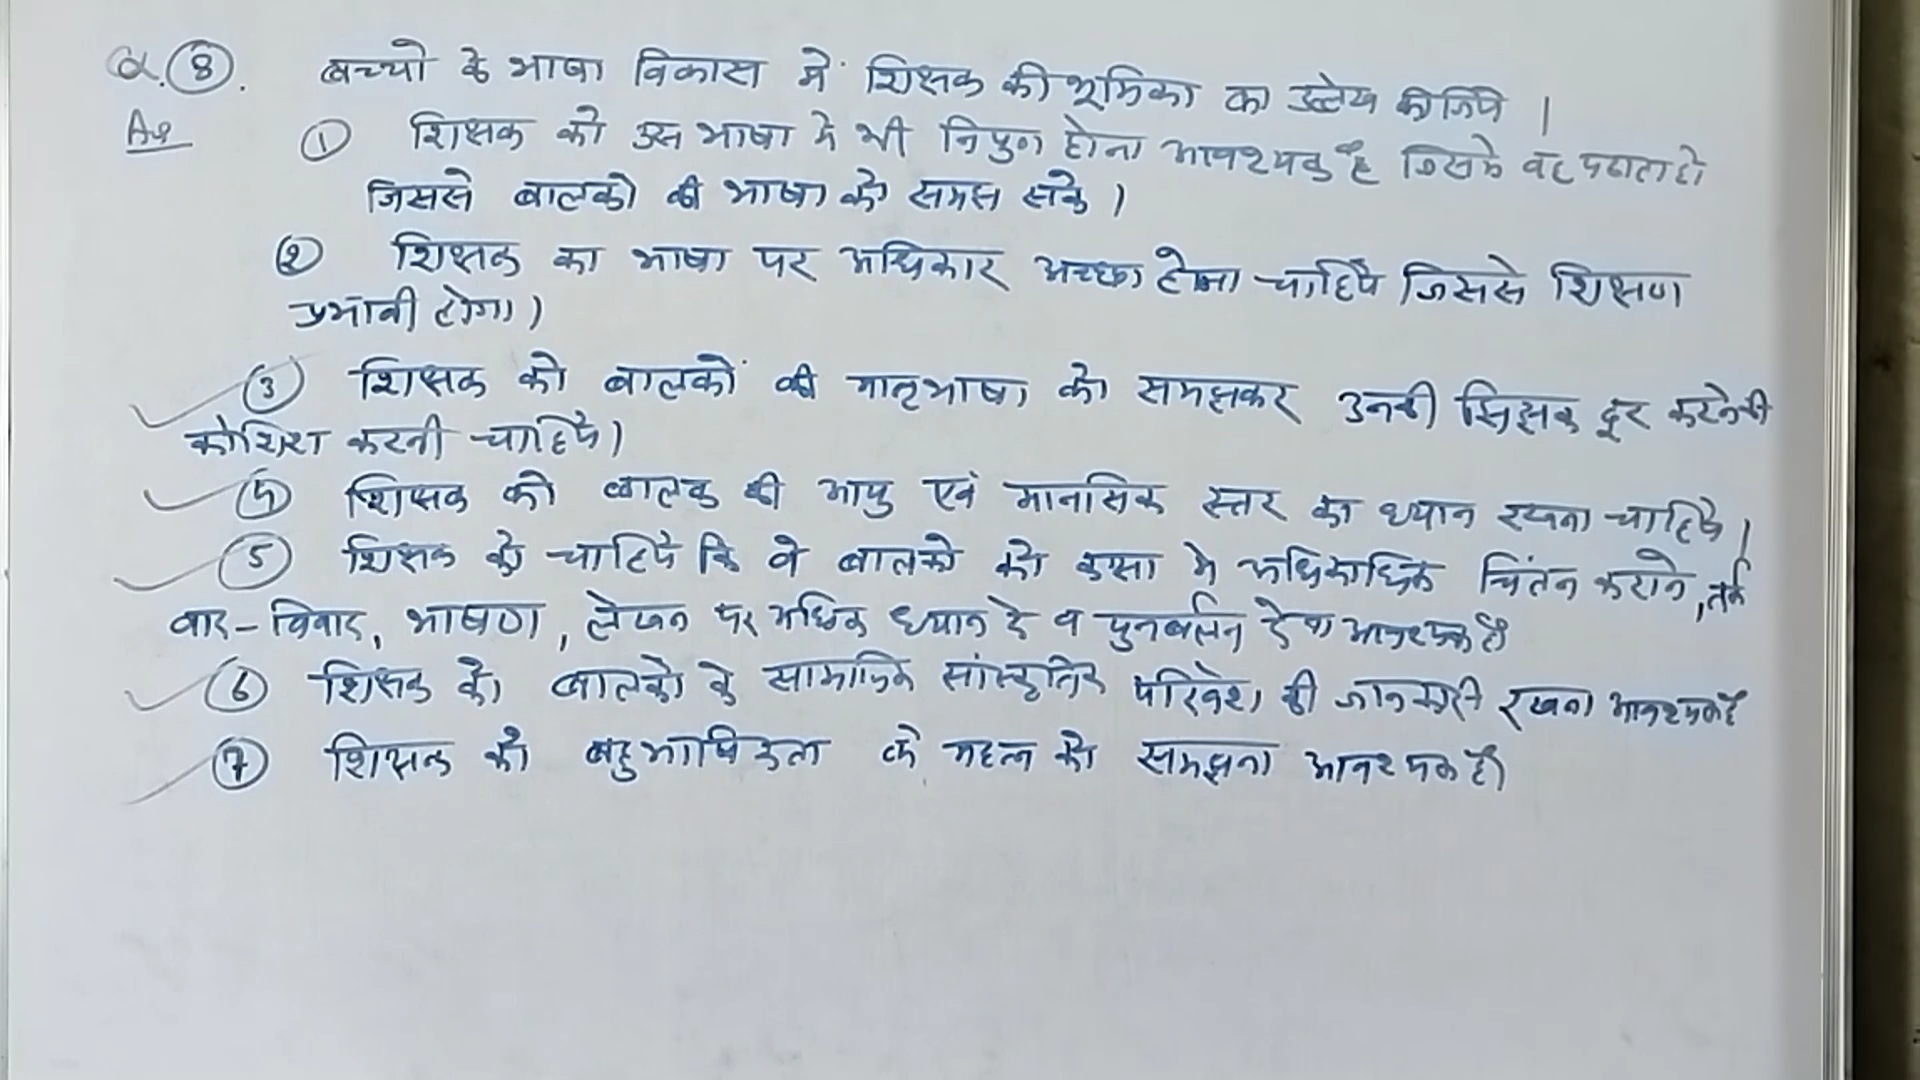 Q. 8. बच्चो के भाषा विकास में शिक्षक की भूमिका का उल्लेख कीजिये |
Ans ① शिक्षक को उस भाषा मे भी निपुण होना आवश्यक है जिसमे वह पढाता हो
जिससे बालको की भाषा को समझ सके।
② शिक्षक का भाषा पर अधिकार अच्छा होना चाहिये जिससे शिक्षण
प्रभावी होगा।
③ शिक्षक को बालकों की मातृभाषा को समझकर उनकी झिझक दूर करने की
कोशिश करनी चाहिये।
④ शिक्षक को बालक की आयु एवं मानसिक स्तर का ध्यान रखना चाहिये।
⑤ शिक्षक को चाहिये कि वे बालको को कक्षा मे अधिकाधिक चिंतन कराने, तर्क
वाद-विवाद, भाषण, लेखन पर अधिक ध्यान दे व पुनर्बलन देना आवश्यक है।
⑥ शिक्षक को बालको के सामाजिक सांस्कृतिक परिवेश की जानकारी रखना आवश्यक है
⑦ शिक्षक को बहुभाषिकता के महत्व को समझना आवश्यक है।